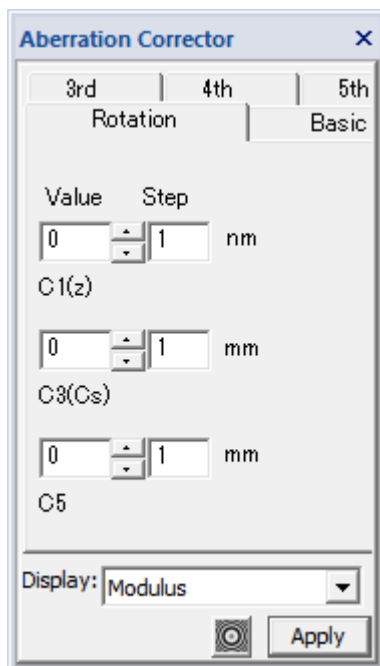 Aberration Corrector
3rd 4th 5th
Rotation Basic
Value Step
0 1 nm
C1(z)
0 1 mm
C3(Cs)
0 1 mm
C5
Display: Modulus
Apply